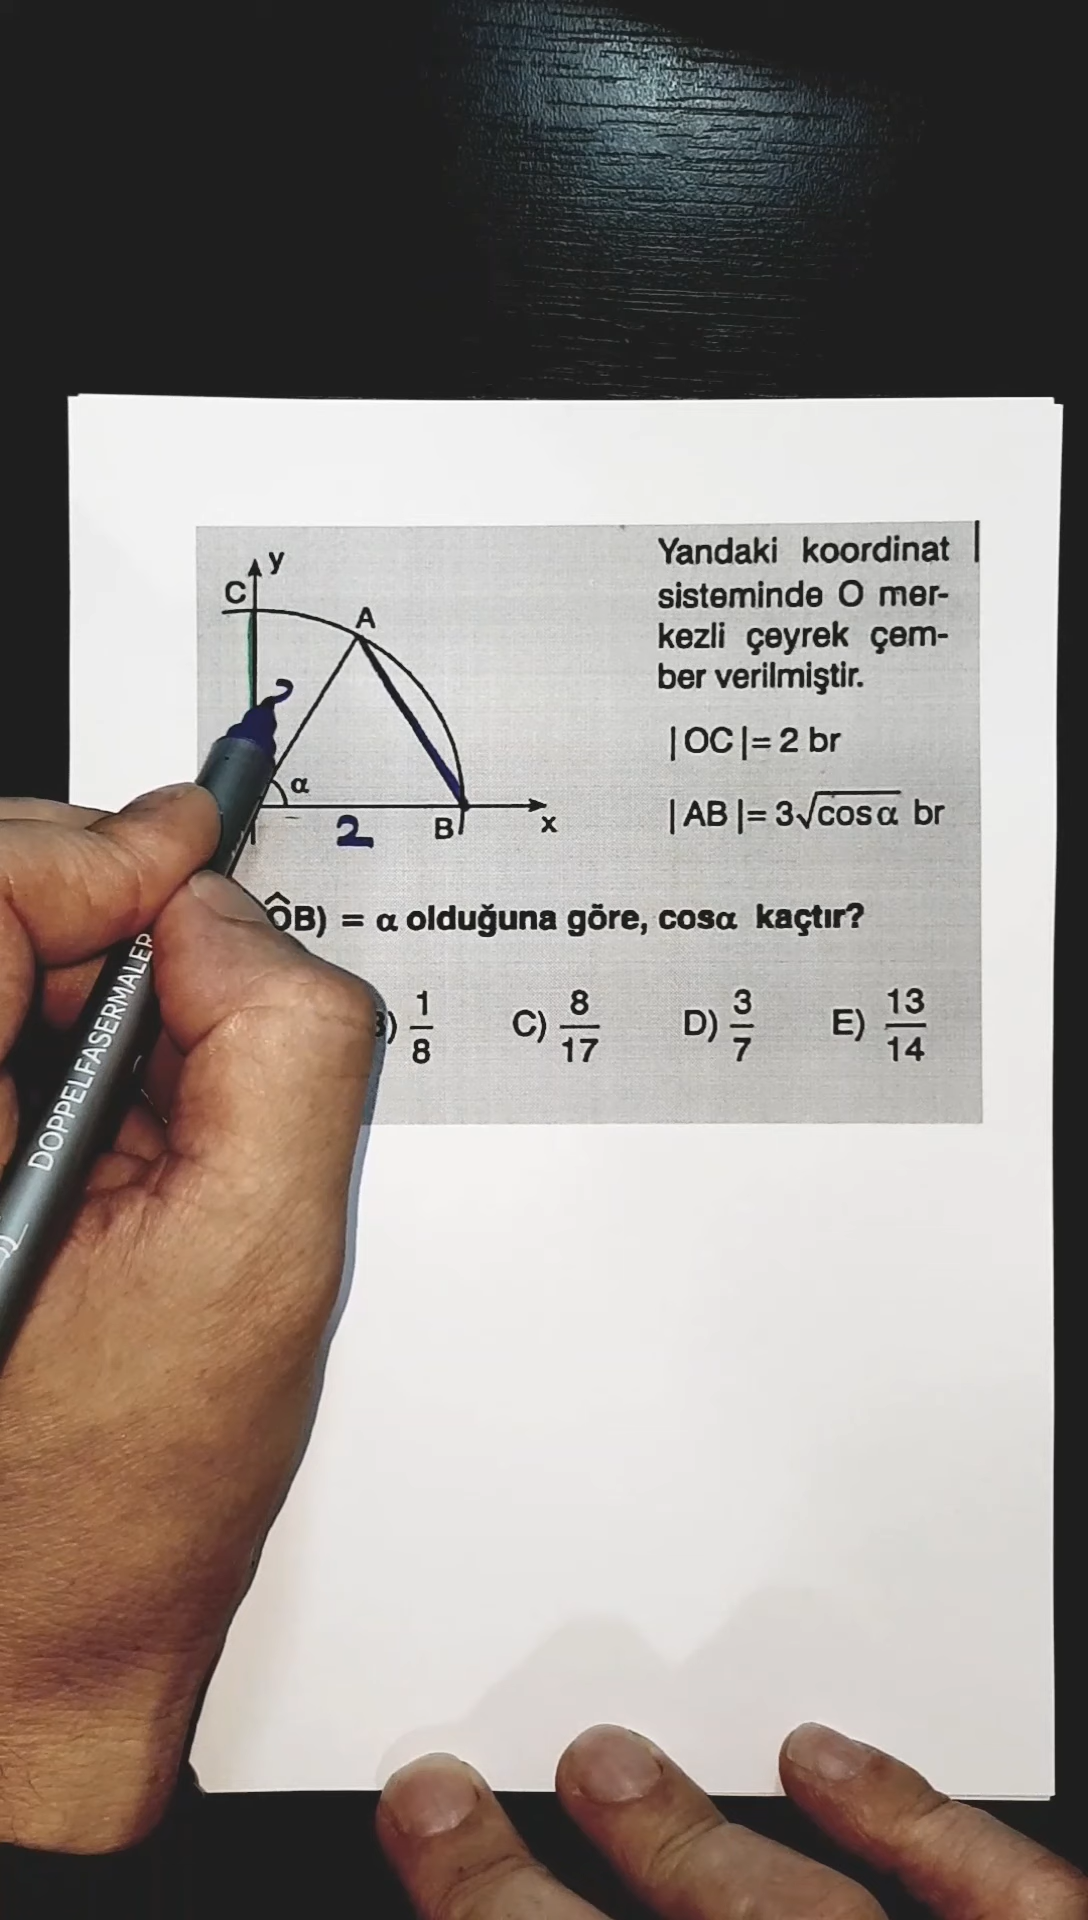 y
C
A
2
α
2
B
x
Yandaki koordinat
sisteminde O mer-
kezli çeyrek çem-
ber verilmiştir.
|OC|= 2 br
|AB|= 3√cosα br
ÔB) = α olduğuna göre, cosα kaçtır?
B) 1/8 C) 8/17 D) 3/7 E) 13/14
DOPPELFASERMALER